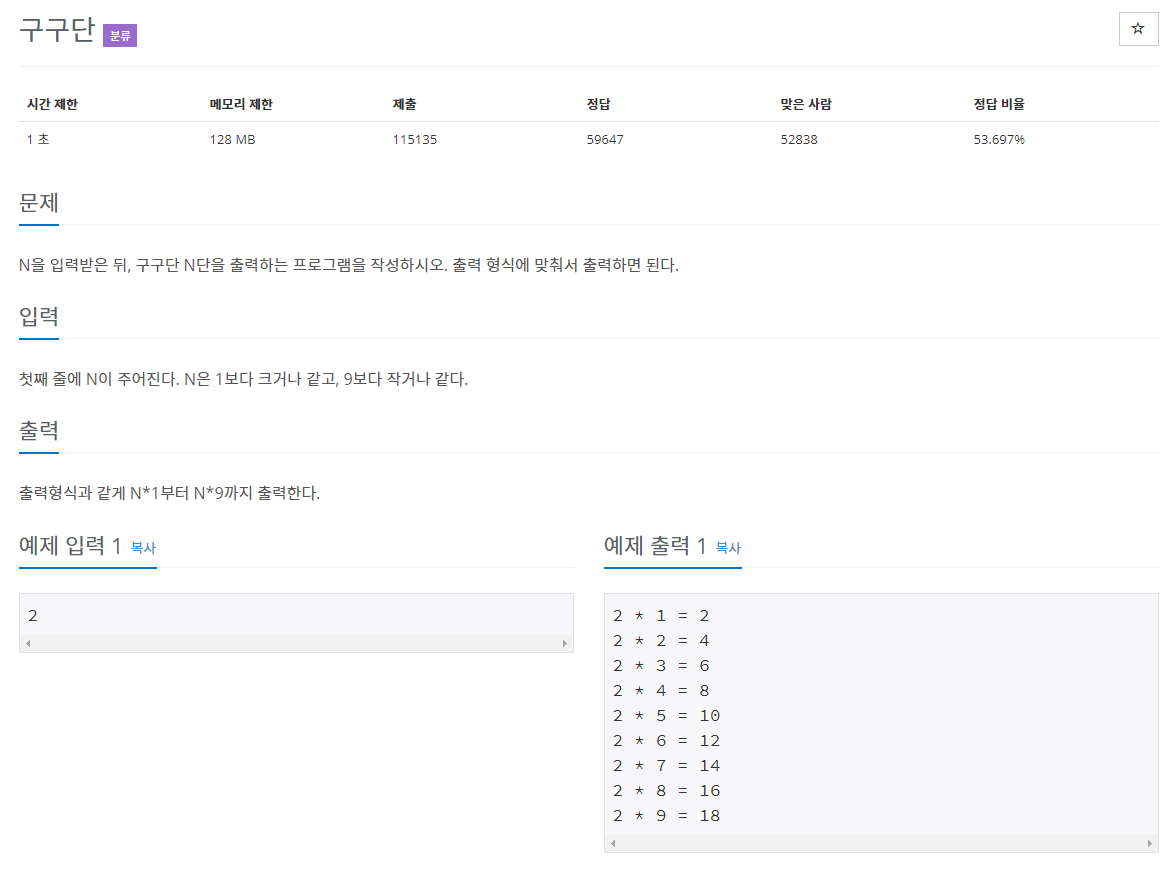 구구단 분류
시간 제한 메모리 제한 제출 정답 맞은 사람 정답 비율
1 초 128 MB 115135 59647 52838 53.697%
문제
N을 입력받은 뒤, 구구단 N단을 출력하는 프로그램을 작성하시오. 출력 형식에 맞춰서 출력하면 된다.
입력
첫째 줄에 N이 주어진다. N은 1보다 크거나 같고, 9보다 작거나 같다.
출력
출력형식과 같게 N*1부터 N*9까지 출력한다.
예제 입력 1 복사
2
예제 출력 1 복사
2 * 1 = 2
2 * 2 = 4
2 * 3 = 6
2 * 4 = 8
2 * 5 = 10
2 * 6 = 12
2 * 7 = 14
2 * 8 = 16
2 * 9 = 18